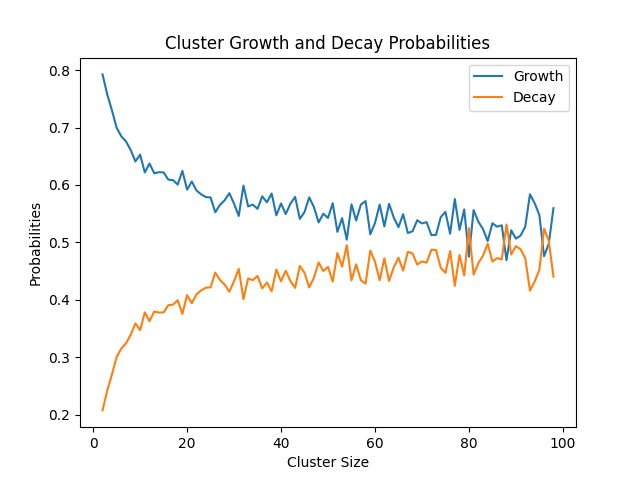 Cluster Growth and Decay Probabilities
Growth
Decay
Probabilities
0.8
0.7
0.6
0.5
0.4
0.3
0.2
0 20 40 60 80 100
Cluster Size